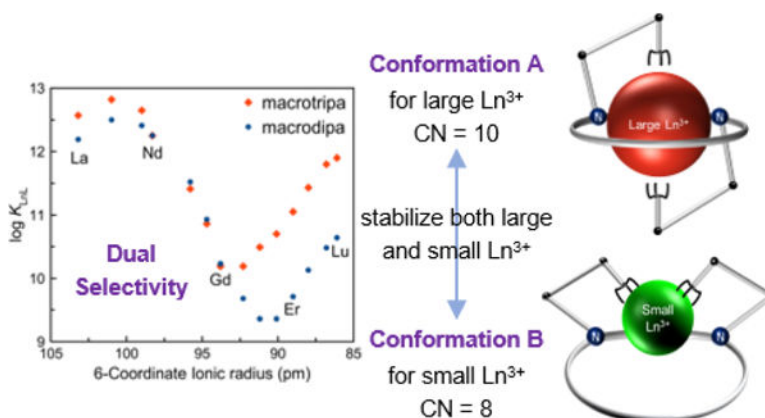 13
12
11
10
9
log K_LnL
macrotripa
macrodipa
La
Nd
Gd
Er
Lu
Dual
Selectivity
105
100
95
90
85
6-Coordinate Ionic radius (pm)
Conformation A
for large Ln³⁺
CN = 10
stabilize both large
and small Ln³⁺
Conformation B
for small Ln³⁺
CN = 8
N
Large Ln³⁺
N
Small
Ln³⁺
N
N